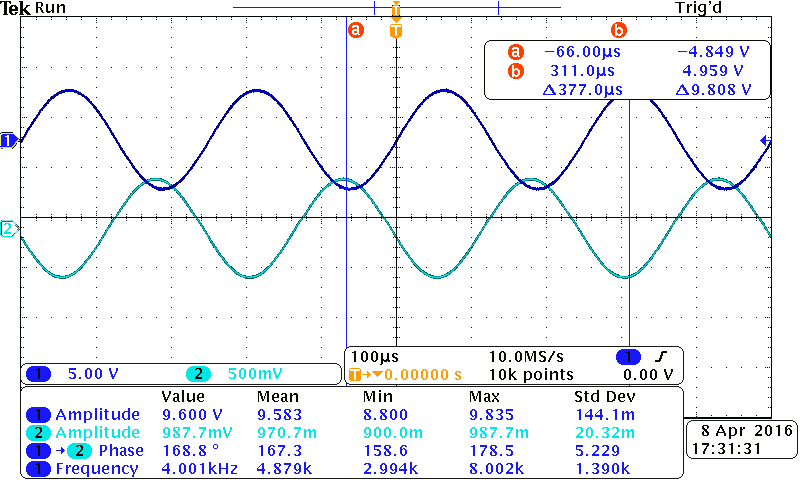 Tek Run Trig'd
T
a T b
a −66.00µs −4.849 V
b 311.0µs 4.959 V
Δ377.0µs Δ9.808 V
1
2
1 5.00 V 2 500mV
100µs 10.0MS/s 1
T→▼0.00000 s 10k points 0.00 V
Value Mean Min Max Std Dev
1 Amplitude 9.600 V 9.583 8.800 9.835 144.1m
2 Amplitude 987.7mV 970.7m 900.0m 987.7m 20.32m
1 → 2 Phase 168.8 ° 167.3 158.6 178.5 5.229
1 Frequency 4.001kHz 4.879k 2.994k 8.002k 1.390k
8 Apr 2016
17:31:31